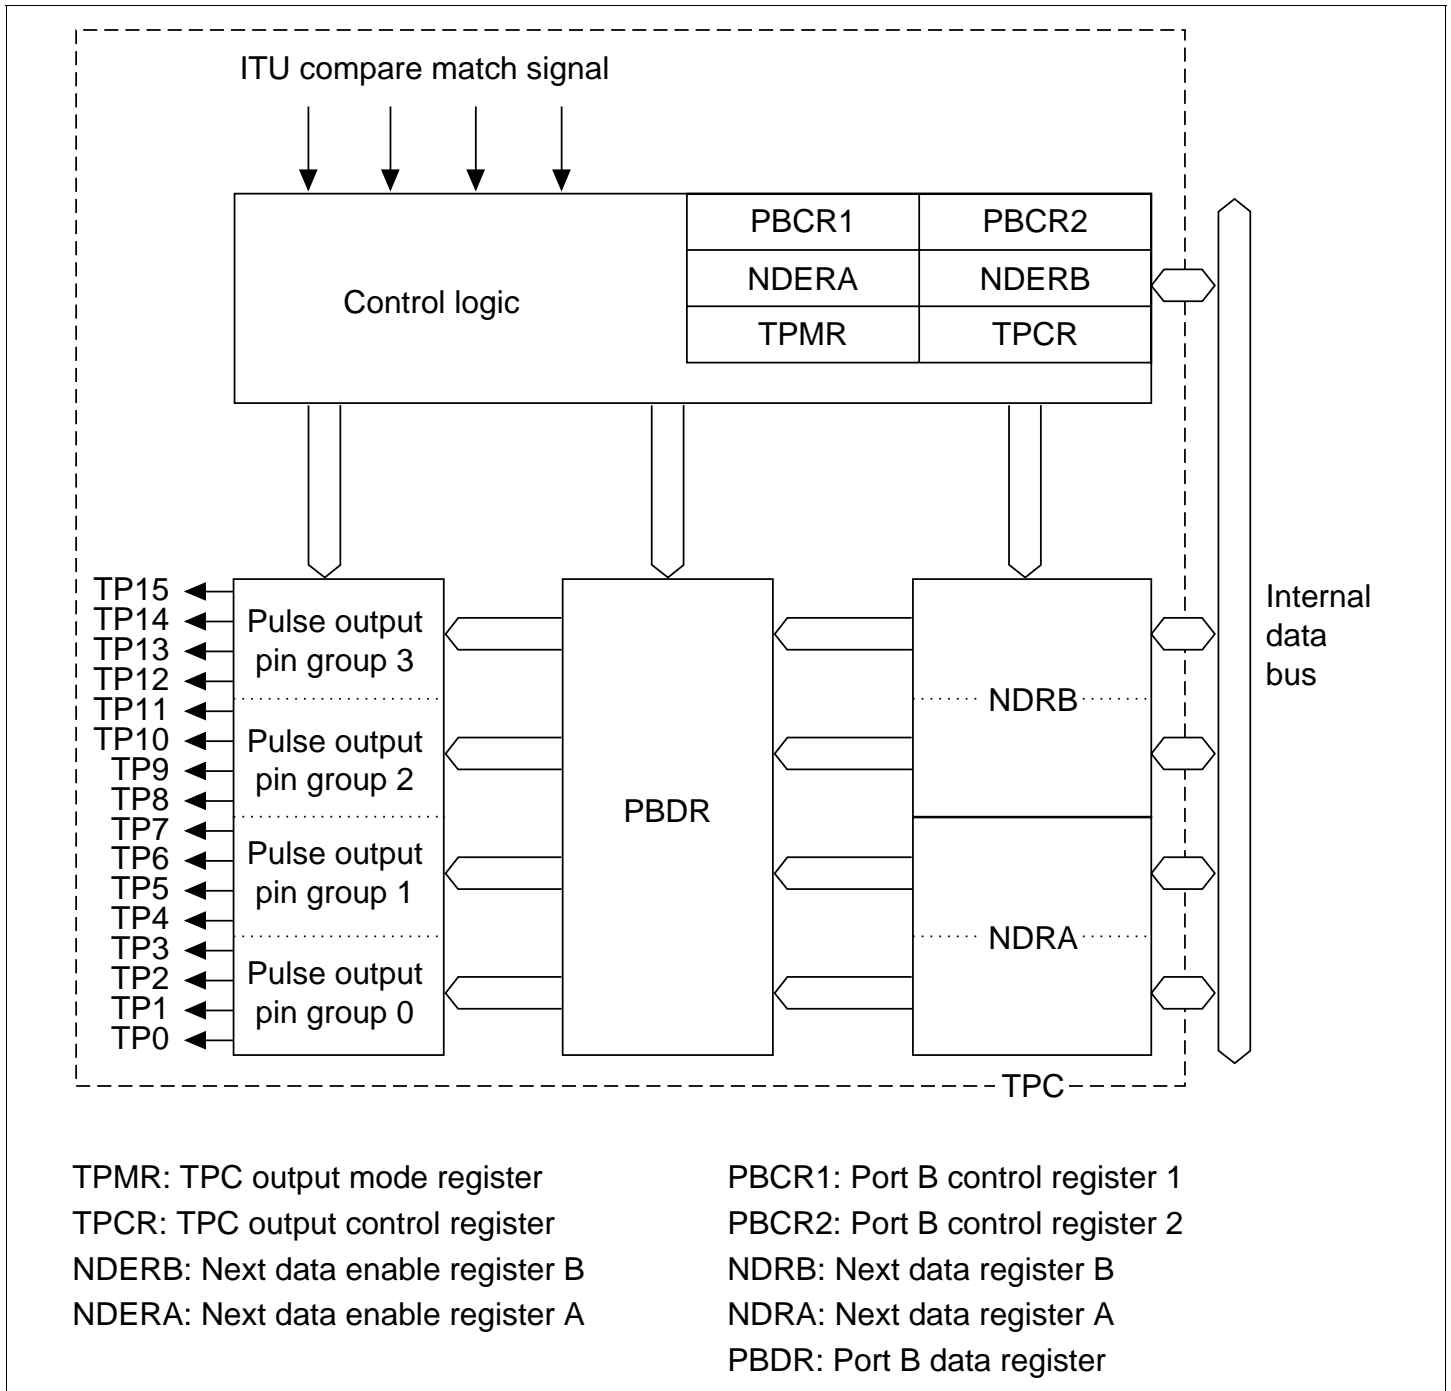 ITU compare match signal
PBCR1 PBCR2
NDERA NDERB
Control logic
TPMR TPCR
TP15
TP14
TP13
TP12
TP11
TP10
TP9
TP8
TP7
TP6
TP5
TP4
TP3
TP2
TP1
TP0
Pulse output
pin group 3
Pulse output
pin group 2
Pulse output
pin group 1
Pulse output
pin group 0
PBDR
NDRB
NDRA
Internal
data
bus
TPC
TPMR: TPC output mode register
TPCR: TPC output control register
NDERB: Next data enable register B
NDERA: Next data enable register A
PBCR1: Port B control register 1
PBCR2: Port B control register 2
NDRB: Next data register B
NDRA: Next data register A
PBDR: Port B data register